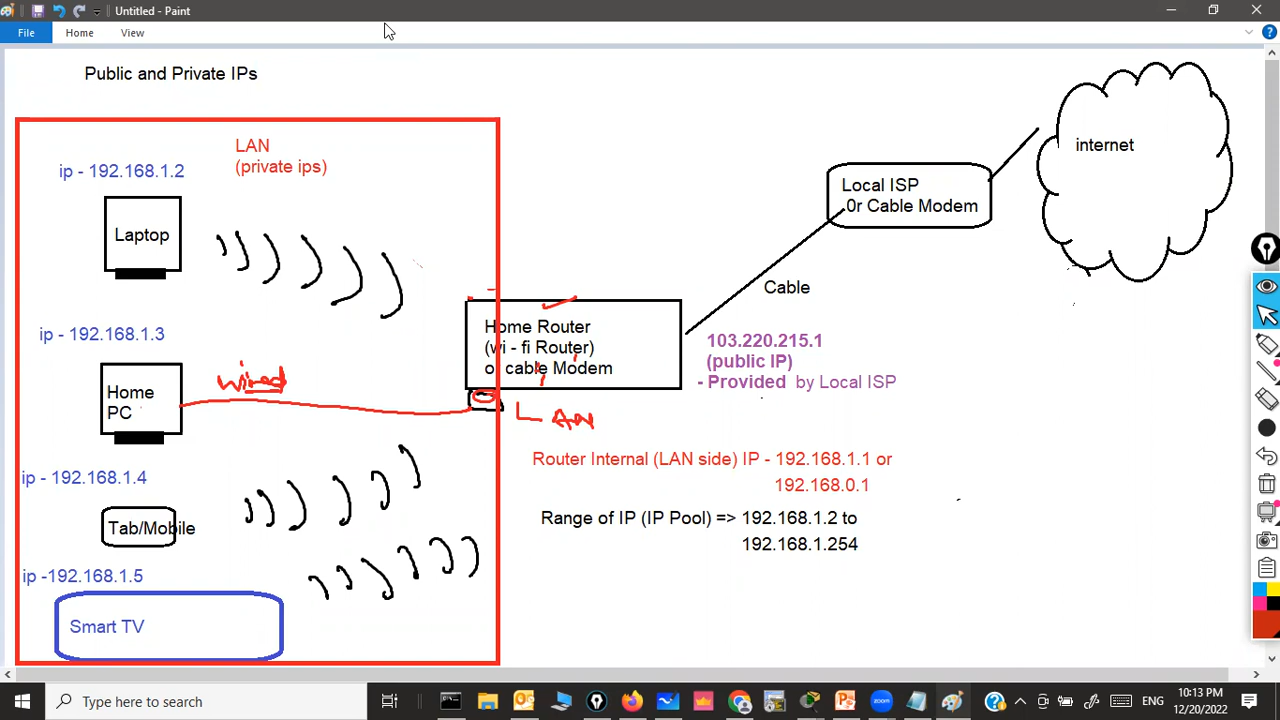 Untitled - Paint
File
Home
View
Public and Private IPs
LAN
(private ips)
ip - 192.168.1.2
Laptop
ip - 192.168.1.3
Home
PC
wired
ip - 192.168.1.4
Tab/Mobile
ip -192.168.1.5
Smart TV
Home Router
(wi - fi Router)
or cable Modem
LAN
Local ISP
0r Cable Modem
internet
Cable
103.220.215.1
(public IP)
- Provided by Local ISP
Router Internal (LAN side) IP - 192.168.1.1 or
192.168.0.1
Range of IP (IP Pool) => 192.168.1.2 to
192.168.1.254
Type here to search
ENG
10:13 PM
12/20/2022